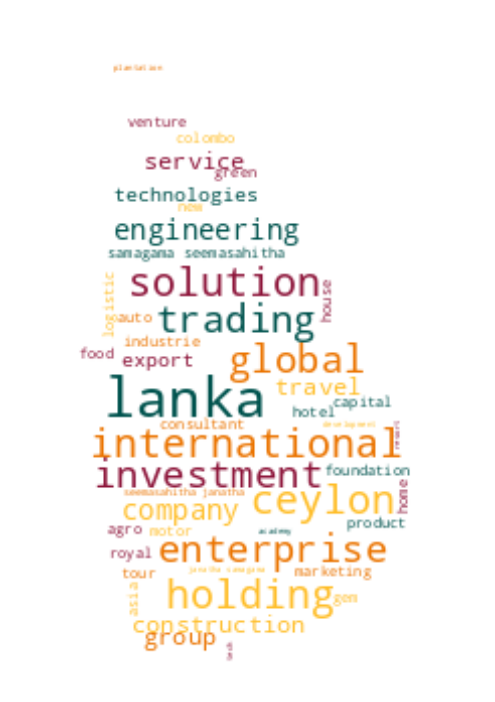 plantation
venture
colombo
service
green
technologies
new
engineering
samagama seemasahitha
solution
logistic
house
auto
trading
industrie
food
export
global
lanka
travel
capital
hotel
consultant
development
international
resort
investment
foundation
seemasahitha janatha
home
company
ceylon
product
agro
motor
academy
royal
enterprise
tour
janatha samagama
marketing
asia
holding
gem
construction
group